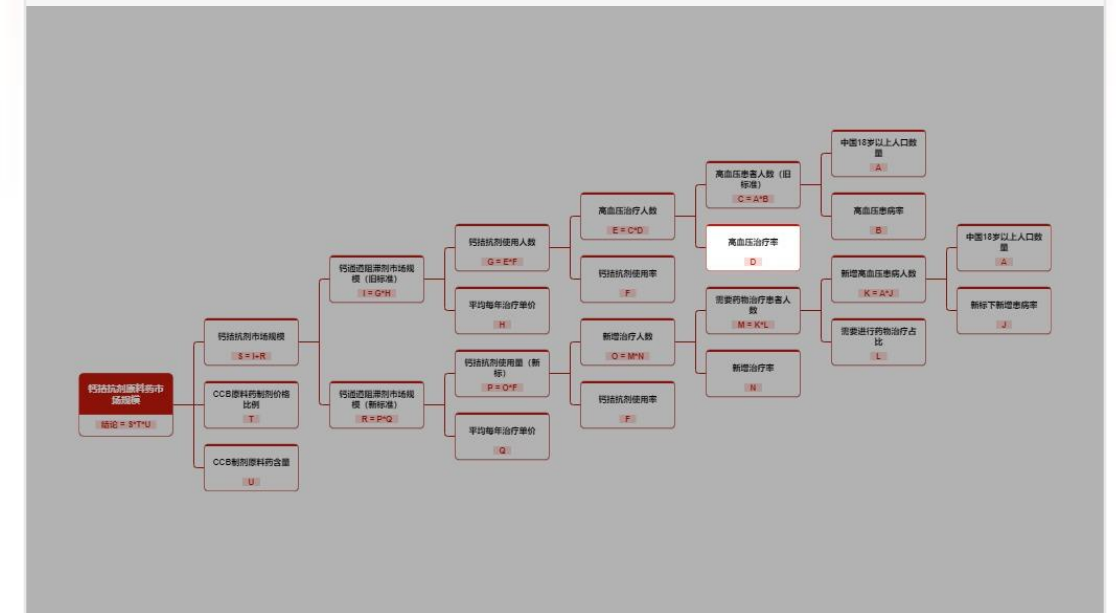 钙拮抗剂原料药市
场规模
结论 = S*T*U
钙拮抗剂市场规模
S = I+R
CCB原料药制剂价格
比例
T
CCB制剂原料药含量
U
钙通道阻滞剂市场规
模（旧标准）
I = G*H
钙通道阻滞剂市场规
模（新标准）
R = P*Q
钙拮抗剂使用人数
G = E*F
平均每年治疗单价
H
钙拮抗剂使用量（新
标）
P = O*F
平均每年治疗单价
Q
高血压治疗人数
E = C*D
钙拮抗剂使用率
F
新增治疗人数
O = M*N
钙拮抗剂使用率
F
高血压患者人数（旧
标准）
C = A*B
高血压治疗率
D
需要药物治疗患者人
数
M = K*L
新增治疗率
N
中国18岁以上人口数
量
A
高血压患病率
B
新增高血压患病人数
K = A*J
需要进行药物治疗占
比
L
中国18岁以上人口数
量
A
新标下新增患病率
J